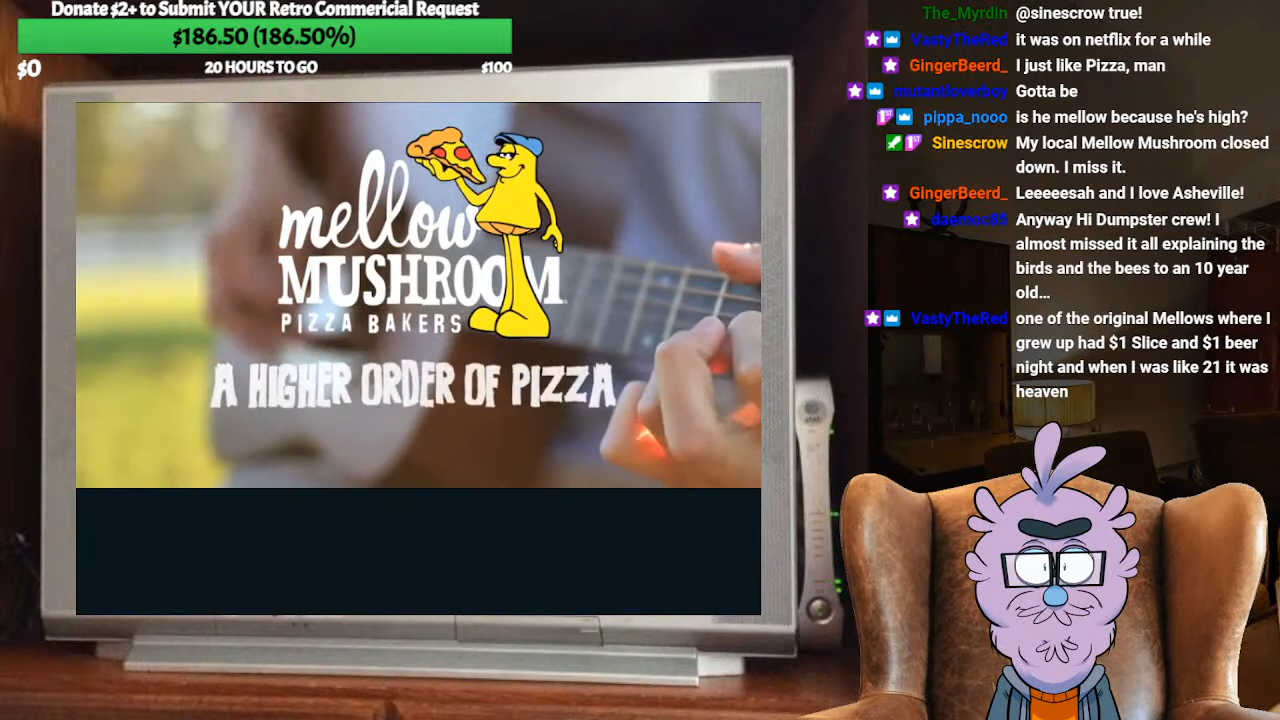 Donate $2+ to Submit YOUR Retro Commericial Request
$186.50 (186.50%)
$0
20 HOURS TO GO
$100
mellow
MUSHROOM
PIZZA BAKERS
A HIGHER ORDER OF PIZZA
The_Myrdin @sinescrow true!
VastyTheRed it was on netflix for a while
GingerBeerd_ I just like Pizza, man
mutantloverboy Gotta be
pippa_nooo is he mellow because he's high?
Sinescrow My local Mellow Mushroom closed
down. I miss it.
GingerBeerd_ Leeeeesah and I love Asheville!
daemoc85 Anyway Hi Dumpster crew! I
almost missed it all explaining the
birds and the bees to an 10 year
old...
VastyTheRed one of the original Mellows where I
grew up had $1 Slice and $1 beer
night and when I was like 21 it was
heaven